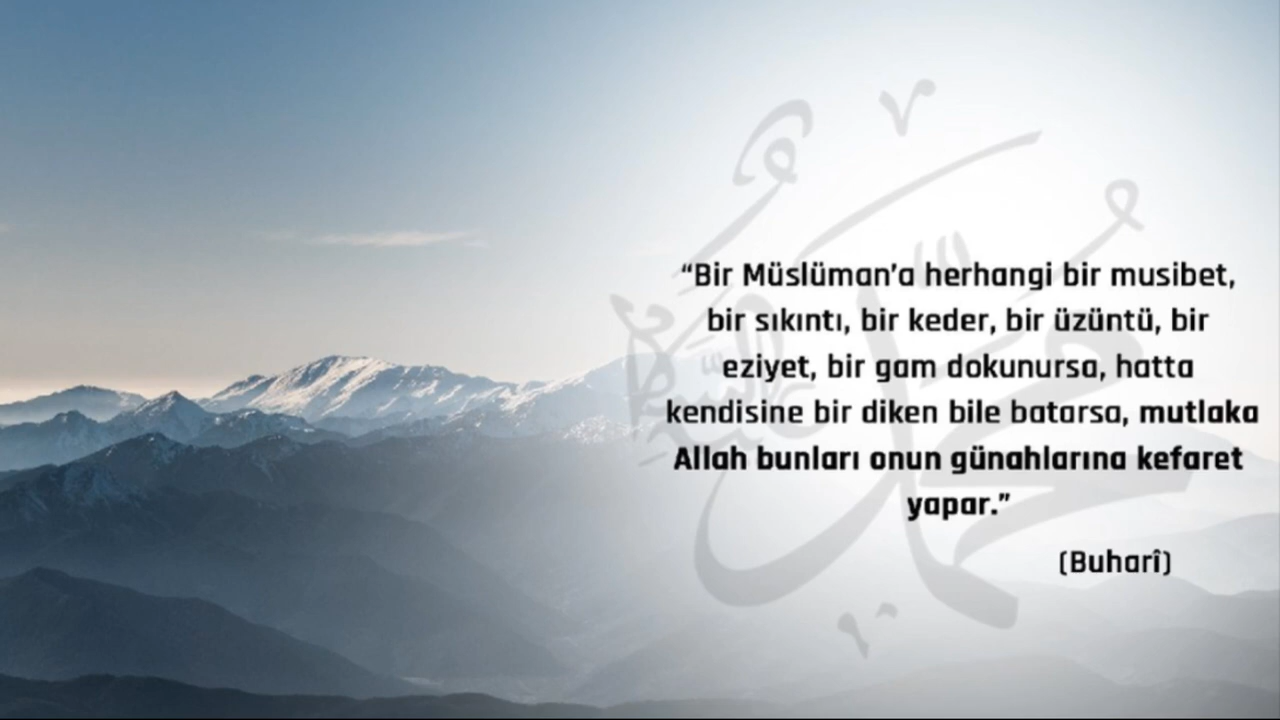 “Bir Müslüman’a herhangi bir musibet,
bir sıkıntı, bir keder, bir üzüntü, bir
eziyet, bir gam dokunursa, hatta
kendisine bir diken bile batarsa, mutlaka
Allah bunları onun günahlarına kefaret
yapar.”
(Buharî)
محمد